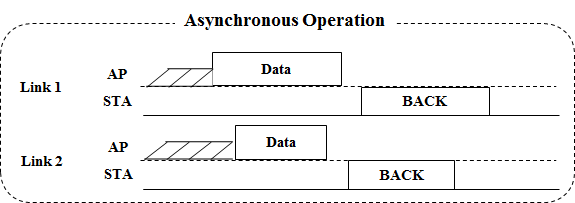 Asynchronous Operation
AP Data
Link 1
STA BACK
AP Data
Link 2
STA BACK